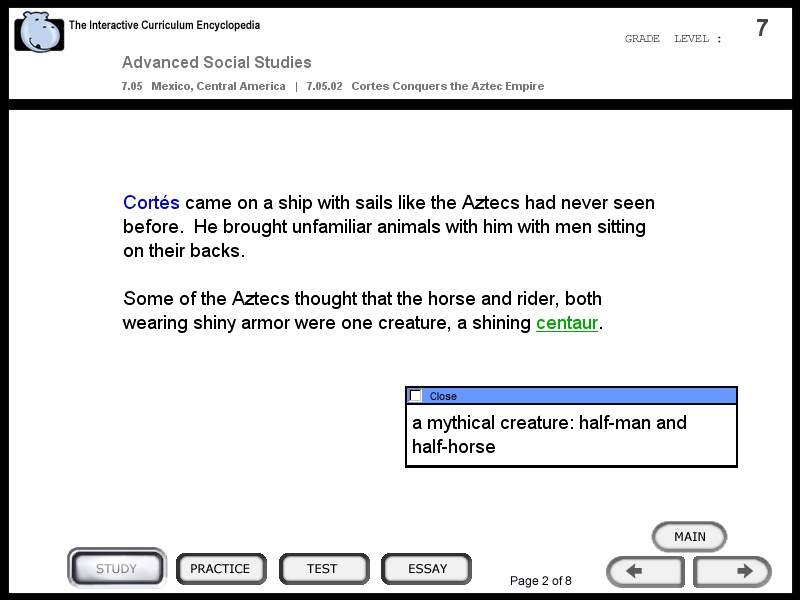 The Interactive Curriculum Encyclopedia
GRADE LEVEL :
7
Advanced Social Studies
7.05 Mexico, Central America | 7.05.02 Cortes Conquers the Aztec Empire
Cortés came on a ship with sails like the Aztecs had never seen
before. He brought unfamiliar animals with him with men sitting
on their backs.
Some of the Aztecs thought that the horse and rider, both
wearing shiny armor were one creature, a shining centaur.
Close
a mythical creature: half-man and
half-horse
MAIN
STUDY
PRACTICE
TEST
ESSAY
Page 2 of 8